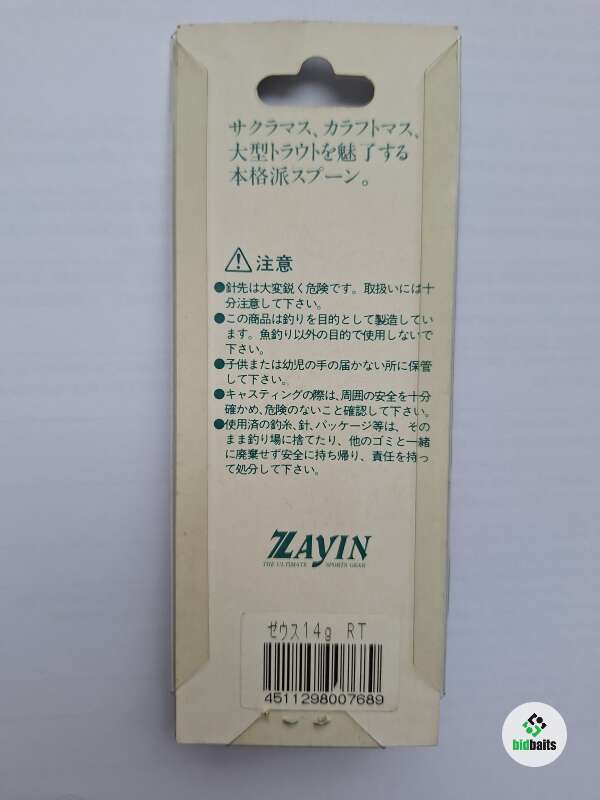 サクラマス、カラフトマス、
大型トラウトを魅了する
本格派スプーン。
注意
●針先は大変鋭く危険です。取扱いには十
分注意して下さい。
●この商品は釣りを目的として製造してい
ます。魚釣り以外の目的で使用しないで
下さい。
●子供または幼児の手の届かない所に保管
して下さい。
●キャスティングの際は、周囲の安全を十分
確かめ、危険のないこと確認して下さい。
●使用済の釣糸、針、パッケージ等は、その
まま釣り場に捨てたり、他のゴミと一緒
に廃棄せず安全に持ち帰り、責任を持っ
て処分して下さい。
ZAYIN
THE ULTIMATE SPORTS GEAR
ゼウス14g RT
4511298007689
bidbaits